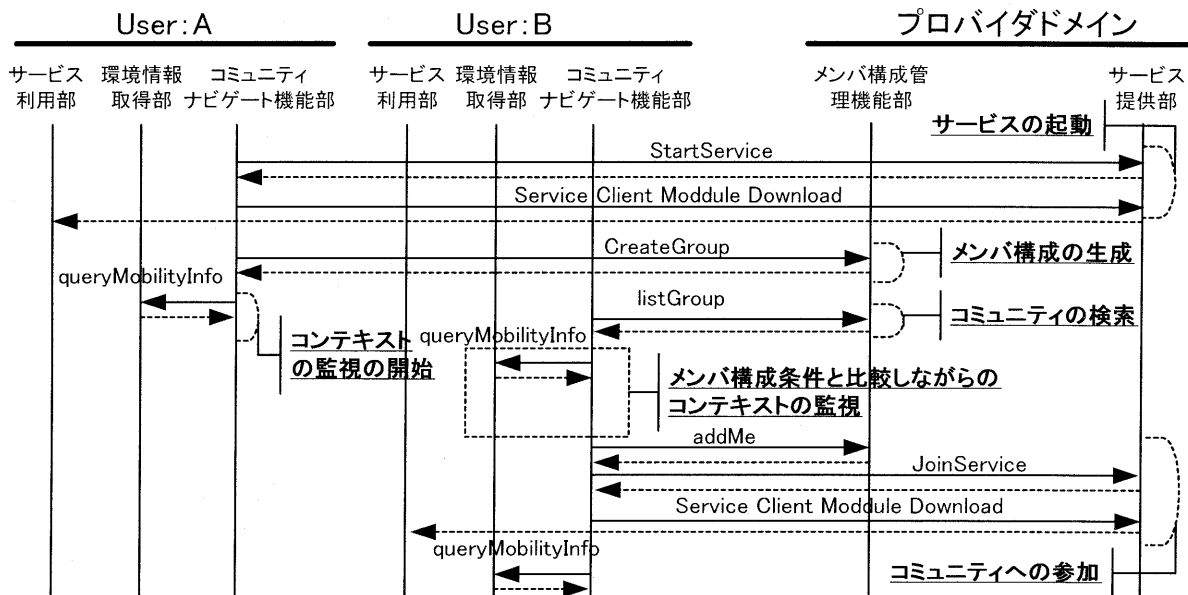 User:A
User:B
プロバイダドメイン
サービス
利用部
環境情報
取得部
コミュニティ
ナビゲート機能部
サービス
利用部
環境情報
取得部
コミュニティ
ナビゲート機能部
メンバ構成管
理機能部
サービス
提供部
サービスの起動
StartService
Service Client Moddule Download
CreateGroup
メンバ構成の生成
queryMobilityInfo
listGroup
コミュニティの検索
コンテキスト
の監視の開始
queryMobilityInfo
メンバ構成条件と比較しながらの
コンテキストの監視
addMe
JoinService
Service Client Moddule Download
queryMobilityInfo
コミュニティへの参加